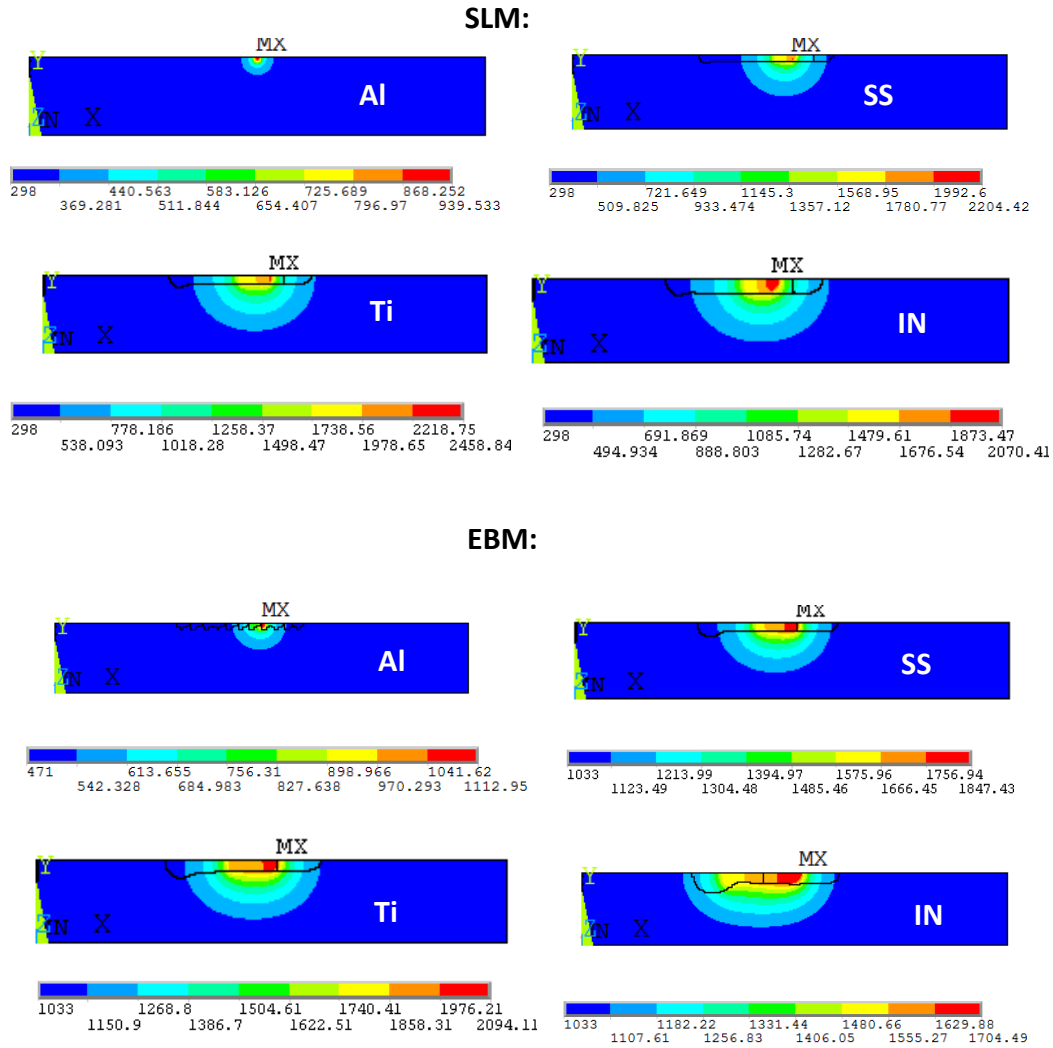 SLM:
MX
Y
Al
ZN X
298 440.563 583.126 725.689 868.252
369.281 511.844 654.407 796.97 939.533
MX
Y
SS
ZN X
298 721.649 1145.3 1568.95 1992.6
509.825 933.474 1357.12 1780.77 2204.42
MX
Y
Ti
ZN X
298 778.186 1258.37 1738.56 2218.75
538.093 1018.28 1498.47 1978.65 2458.84
MX
Y
IN
ZN X
298 691.869 1085.74 1479.61 1873.47
494.934 888.803 1282.67 1676.54 2070.41
EBM:
MX
Y
Al
ZN X
471 613.655 756.31 898.966 1041.62
542.328 684.983 827.638 970.293 1112.95
MX
Y
SS
ZN X
1033 1213.99 1394.97 1575.96 1756.94
1123.49 1304.48 1485.46 1666.45 1847.43
MX
Y
Ti
ZN X
1033 1268.8 1504.61 1740.41 1976.21
1150.9 1386.7 1622.51 1858.31 2094.11
MX
Y
IN
ZN X
1033 1182.22 1331.44 1480.66 1629.88
1107.61 1256.83 1406.05 1555.27 1704.49